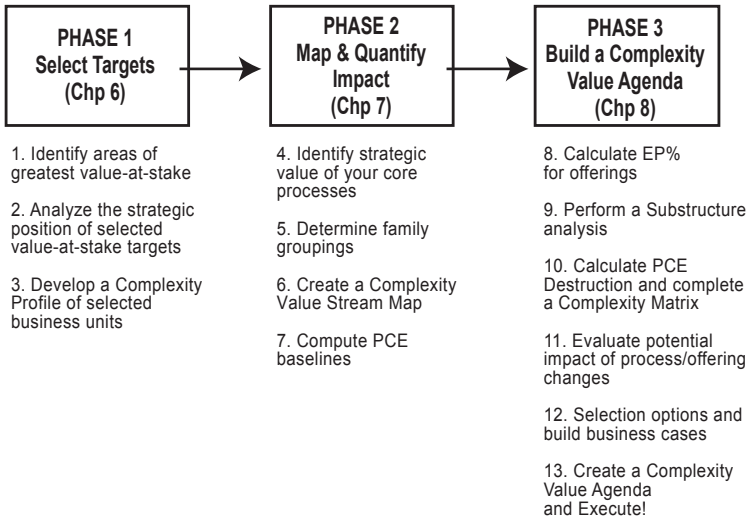 PHASE 1
Select Targets
(Chp 6)
PHASE 2
Map & Quantify
Impact
(Chp 7)
PHASE 3
Build a Complexity
Value Agenda
(Chp 8)
1. Identify areas of
greatest value-at-stake
2. Analyze the strategic
position of selected
value-at-stake targets
3. Develop a Complexity
Profile of selected
business units
4. Identify strategic
value of your core
processes
5. Determine family
groupings
6. Create a Complexity
Value Stream Map
7. Compute PCE
baselines
8. Calculate EP%
for offerings
9. Perform a Substructure
analysis
10. Calculate PCE
Destruction and complete
a Complexity Matrix
11. Evaluate potential
impact of process/offering
changes
12. Selection options and
build business cases
13. Create a Complexity
Value Agenda
and Execute!